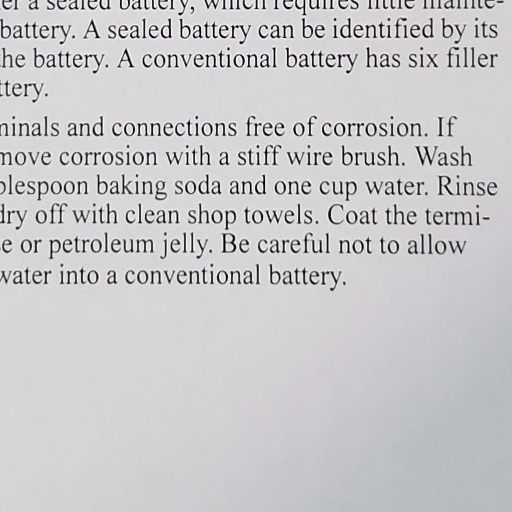 er a sealed battery, which requires little mainte-
battery. A sealed battery can be identified by its
the battery. A conventional battery has six filler
ttery.
minals and connections free of corrosion. If
move corrosion with a stiff wire brush. Wash
blespoon baking soda and one cup water. Rinse
dry off with clean shop towels. Coat the termi-
se or petroleum jelly. Be careful not to allow
water into a conventional battery.